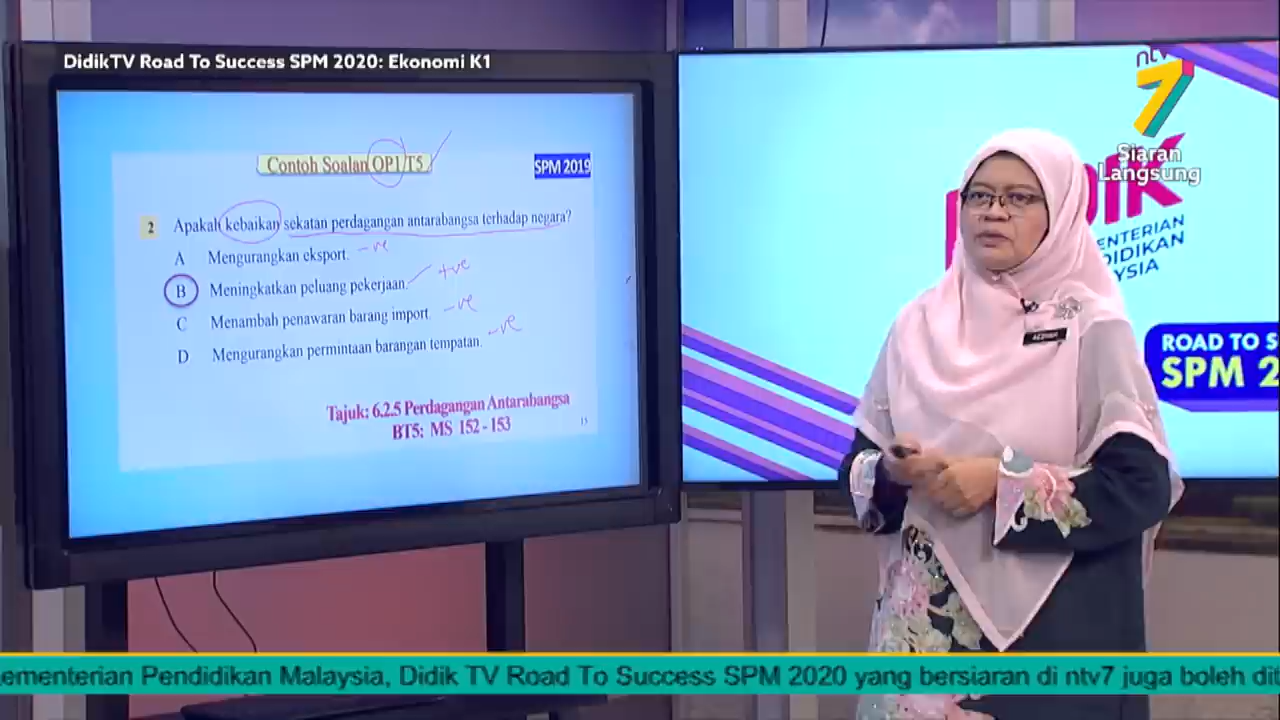 DidikTV Road To Success SPM 2020: Ekonomi K1
Contoh Soalan OP1/T5
SPM 2019
2 Apakah kebaikan sekatan perdagangan antarabangsa terhadap negara?
A Mengurangkan eksport. -ve
B Meningkatkan peluang pekerjaan. +ve
C Menambah penawaran barang import. -ve
D Mengurangkan permintaan barangan tempatan. -ve
Tajuk: 6.2.5 Perdagangan Antarabangsa
BT5: MS 152 - 153
ntv7
Siaran
Langsung
ENTERIAN
DIDIKAN
YSIA
ROAD TO S
SPM 2
ementerian Pendidikan Malaysia, Didik TV Road To Success SPM 2020 yang bersiaran di ntv7 juga boleh dit